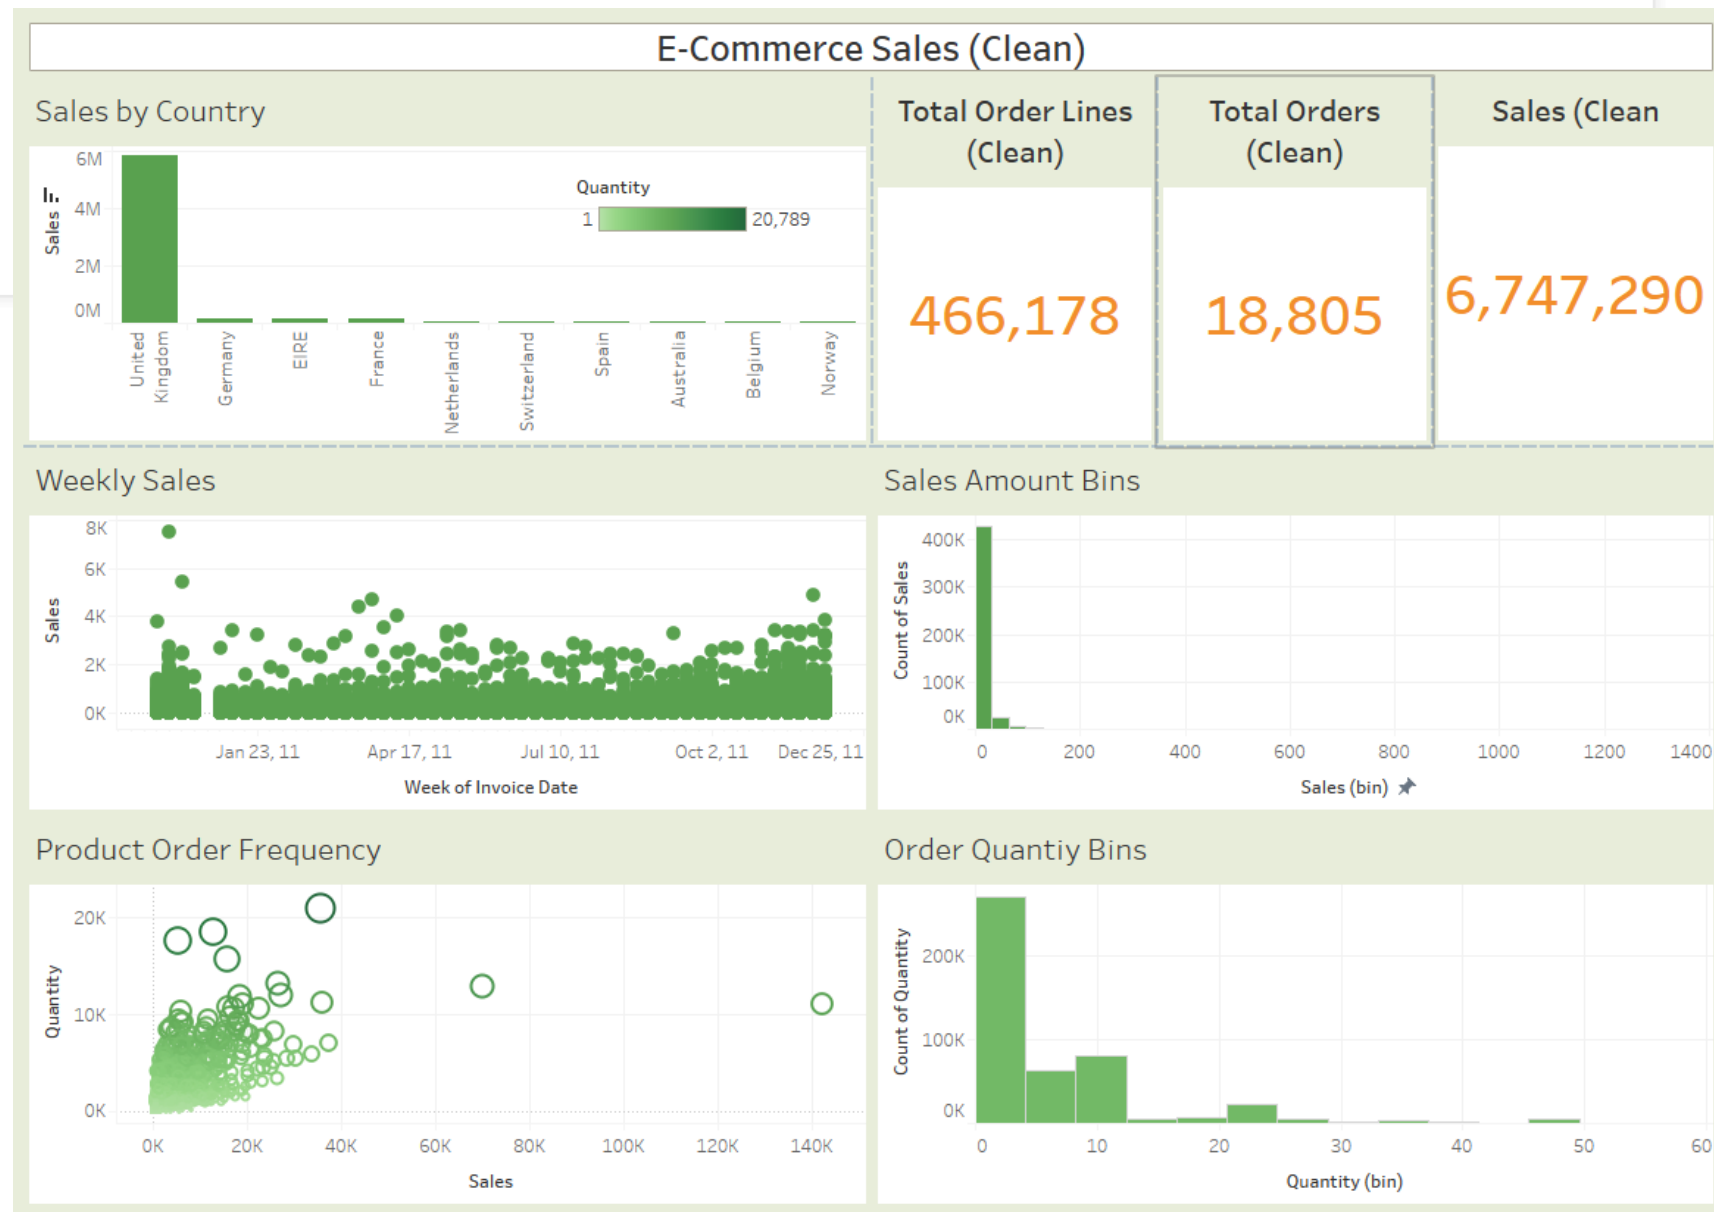 E-Commerce Sales (Clean)
Sales by Country
Sales
6M
4M
2M
0M
Quantity
1
20,789
United
Kingdom
Germany
EIRE
France
Netherlands
Switzerland
Spain
Australia
Belgium
Norway
Total Order Lines
(Clean)
466,178
Total Orders
(Clean)
18,805
Sales (Clean
6,747,290
Weekly Sales
Sales
8K
6K
4K
2K
0K
Jan 23, 11
Apr 17, 11
Jul 10, 11
Oct 2, 11
Dec 25, 11
Week of Invoice Date
Sales Amount Bins
Count of Sales
400K
300K
200K
100K
0K
0
200
400
600
800
1000
1200
1400
Sales (bin)
Product Order Frequency
Quantity
20K
10K
0K
0K
20K
40K
60K
80K
100K
120K
140K
Sales
Order Quantiy Bins
Count of Quantity
200K
100K
0K
0
10
20
30
40
50
60
Quantity (bin)